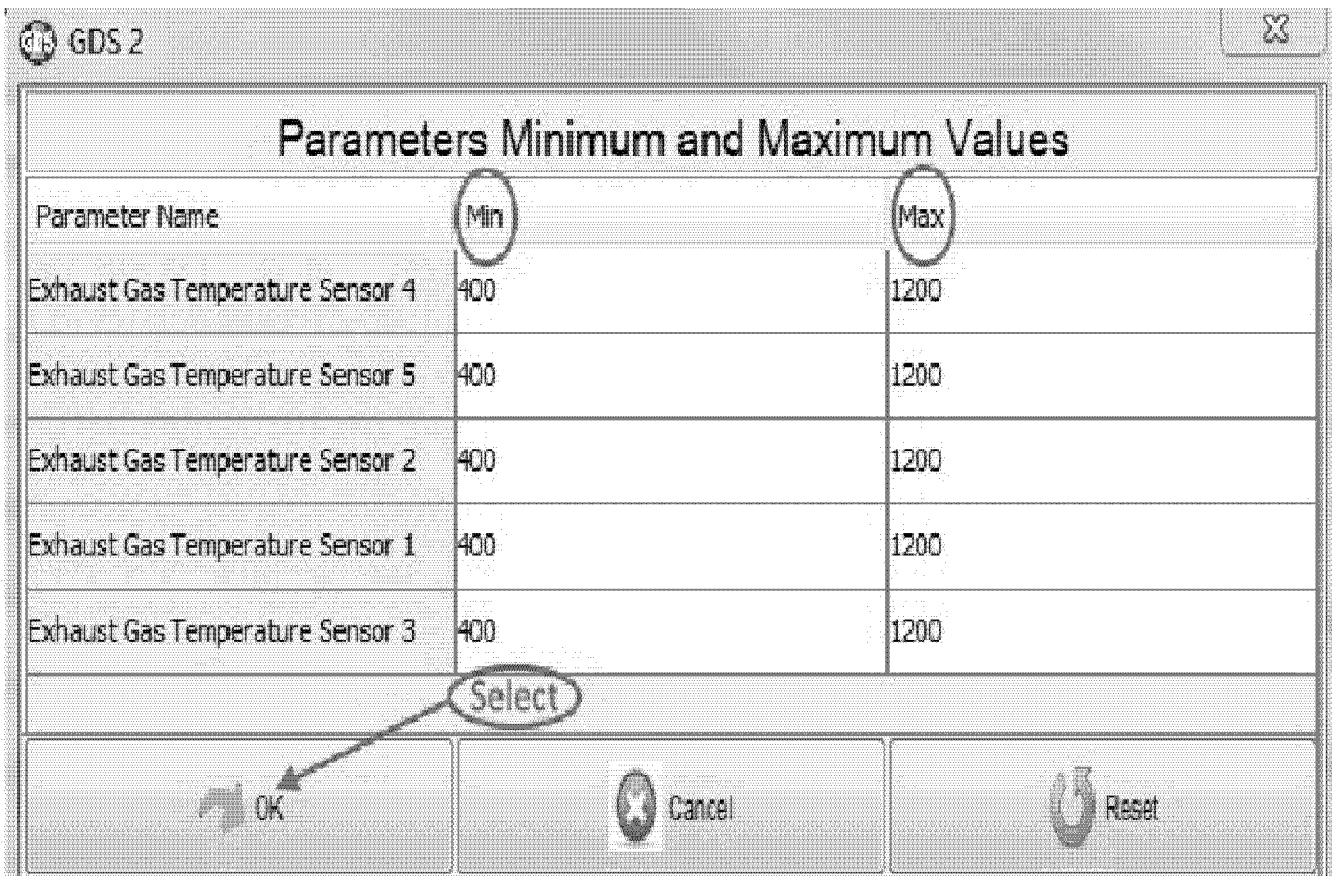 GDS GDS 2
Parameters Minimum and Maximum Values
Parameter Name Min Max
Exhaust Gas Temperature Sensor 4 400 1200
Exhaust Gas Temperature Sensor 5 400 1200
Exhaust Gas Temperature Sensor 2 400 1200
Exhaust Gas Temperature Sensor 1 400 1200
Exhaust Gas Temperature Sensor 3 400 1200
Select
OK Cancel Reset